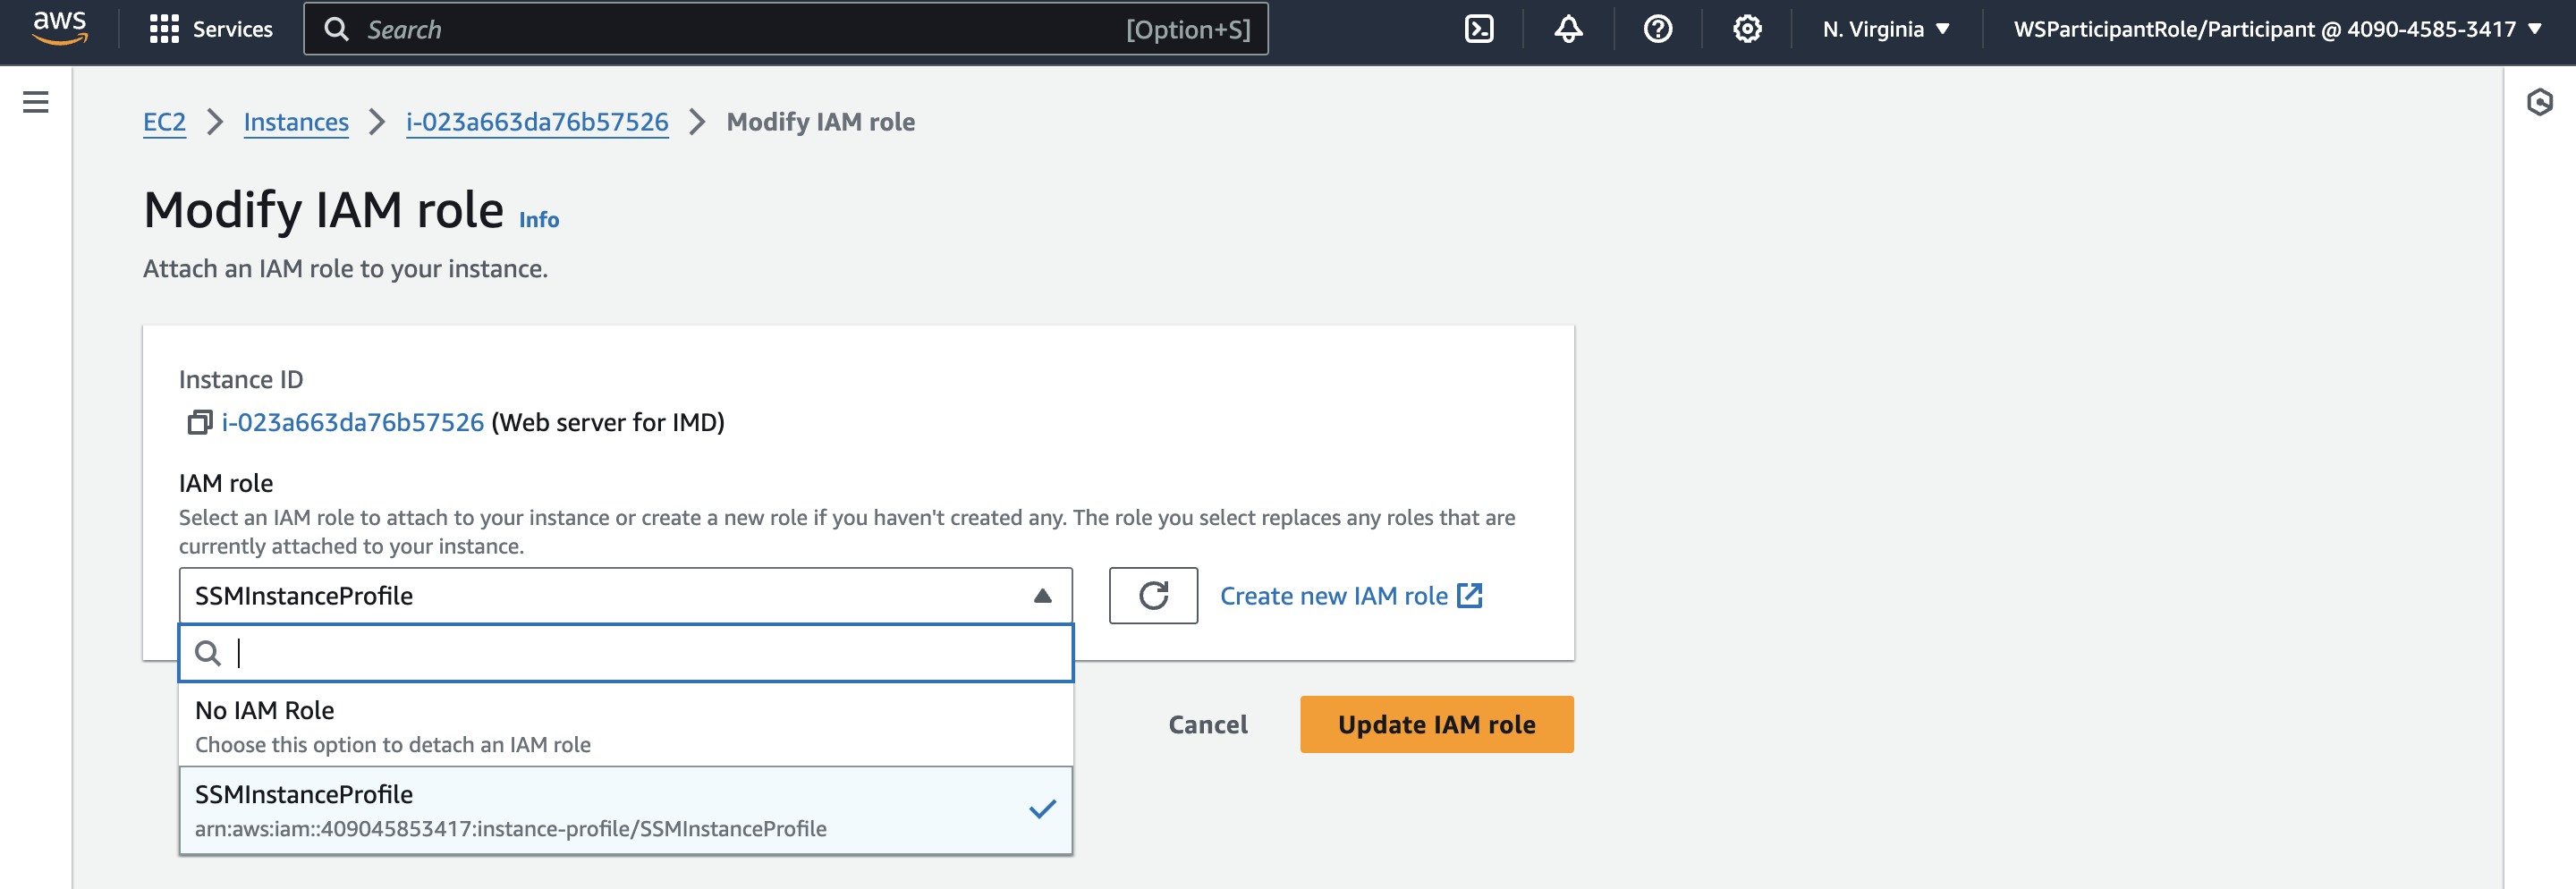 aws
Services
Search
[Option+S]
N. Virginia
WSParticipantRole/Participant @ 4090-4585-3417
EC2
Instances
i-023a663da76b57526
Modify IAM role
Modify IAM role Info
Attach an IAM role to your instance.
Instance ID
i-023a663da76b57526 (Web server for IMD)
IAM role
Select an IAM role to attach to your instance or create a new role if you haven't created any. The role you select replaces any roles that are
currently attached to your instance.
SSMInstanceProfile
Create new IAM role
No IAM Role
Choose this option to detach an IAM role
SSMInstanceProfile
arn:aws:iam::409045853417:instance-profile/SSMInstanceProfile
Cancel
Update IAM role